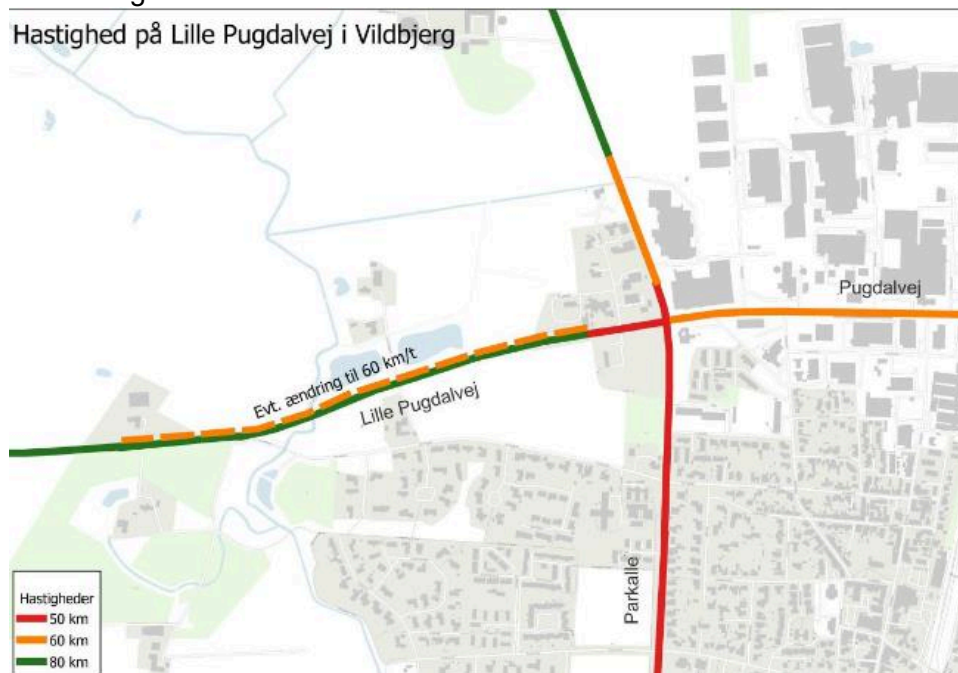 Hastighed på Lille Pugdalvej i Vildbjerg
Pugdalvej
Evt. ændring til 60 km/t
Lille Pugdalvej
Parkalle
Hastigheder
50 km
60 km
80 km